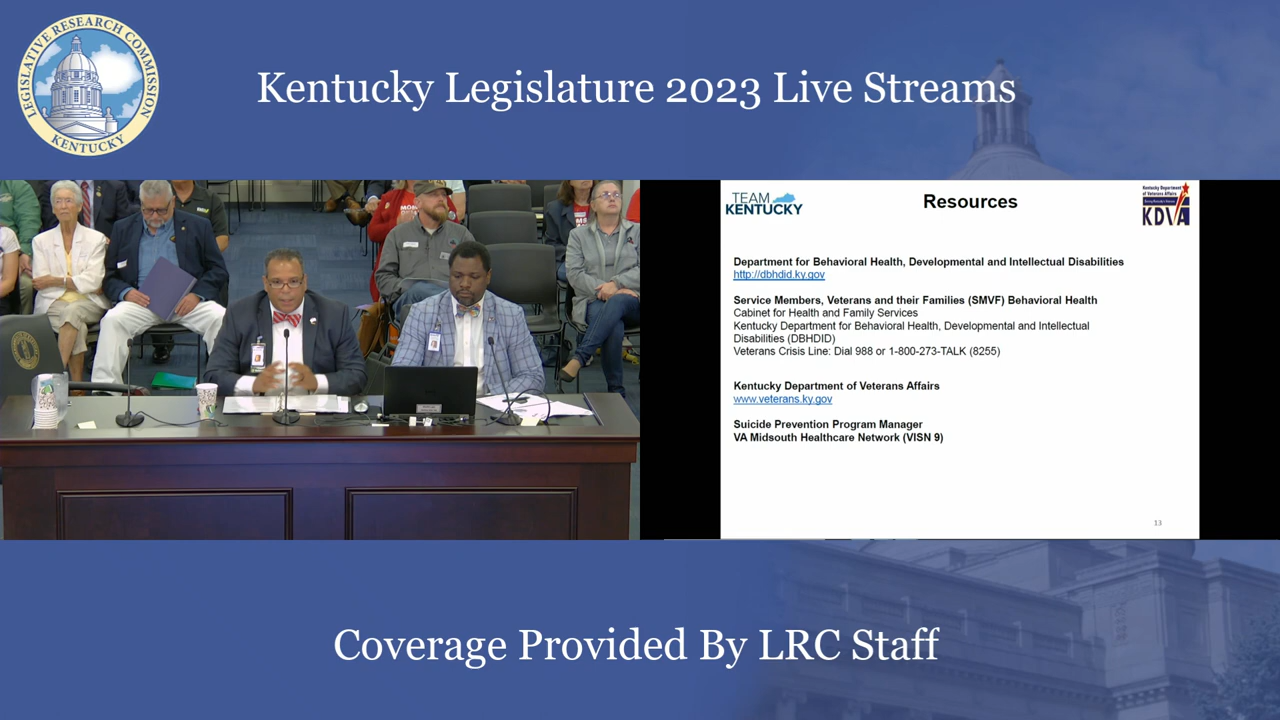 LEGISLATIVE RESEARCH COMMISSION
KENTUCKY
Kentucky Legislature 2023 Live Streams
TEAM
KENTUCKY
Resources
Kentucky Department
of Veterans Affairs
KDVA
Department for Behavioral Health, Developmental and Intellectual Disabilities
http://dbhdid.ky.gov
Service Members, Veterans and their Families (SMVF) Behavioral Health
Cabinet for Health and Family Services
Kentucky Department for Behavioral Health, Developmental and Intellectual
Disabilities (DBHDID)
Veterans Crisis Line: Dial 988 or 1-800-273-TALK (8255)
Kentucky Department of Veterans Affairs
www.veterans.ky.gov
Suicide Prevention Program Manager
VA Midsouth Healthcare Network (VISN 9)
13
Coverage Provided By LRC Staff